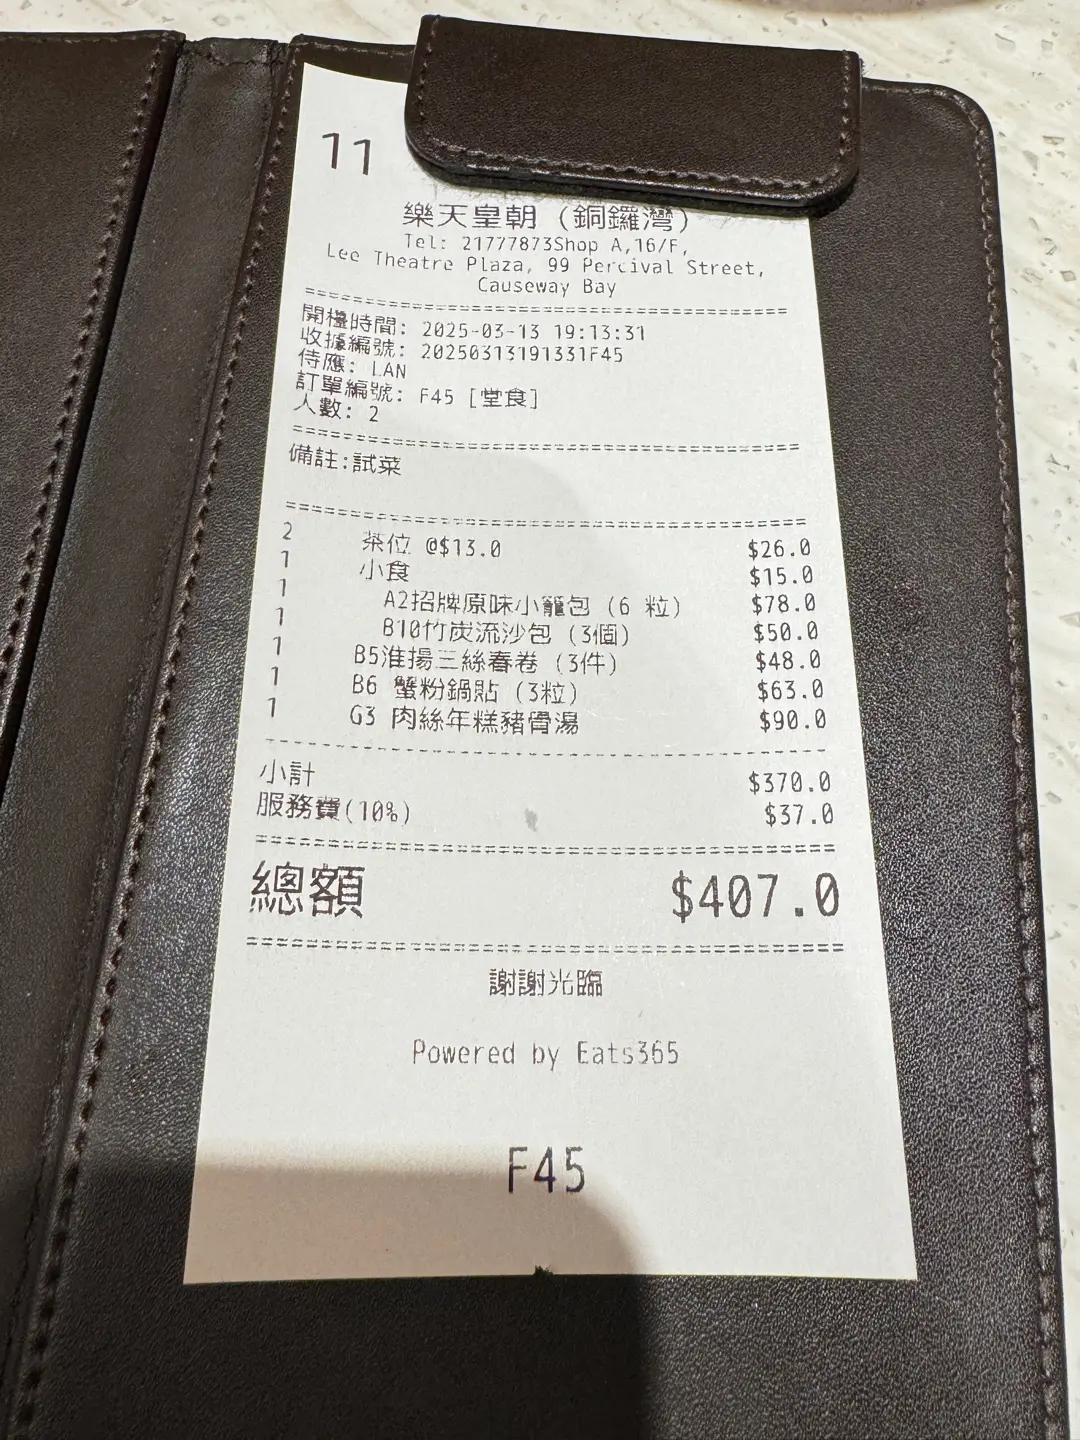 11
樂天皇朝 (銅鑼灣)
Tel: 21777873Shop A,16/F,
Lee Theatre Plaza, 99 Percival Street,
Causeway Bay
開檯時間: 2025-03-13 19:13:31
收據編號: 20250313191331F45
侍應: LAN
訂單編號: F45 [堂食]
人數: 2
備註:試菜
2 茶位 @$13.0 $26.0
1 小食 $15.0
1 A2招牌原味小籠包 (6 粒) $78.0
1 B10竹炭流沙包 (3個) $50.0
1 B5淮揚三絲春卷 (3件) $48.0
1 B6 蟹粉鍋貼 (3粒) $63.0
1 G3 肉絲年糕豬骨湯 $90.0
小計 $370.0
服務費(10%) $37.0
總額 $407.0
謝謝光臨
Powered by Eats365
F45